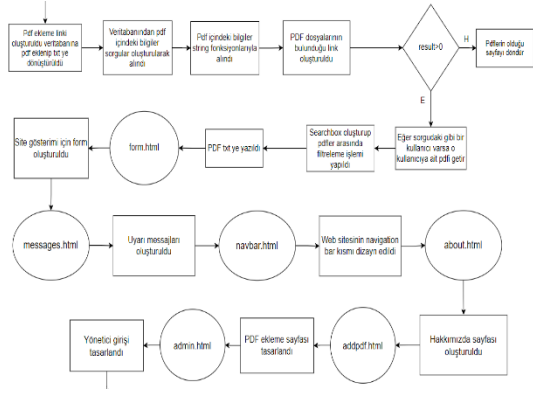 Pdf ekleme linki
oluşturuldu veritabanına
pdf eklenip txt ye
dönüştürüldü
Veritabanından pdf
içindeki bilgiler
sorgular oluşturularak
alındı
Pdf içindeki bilgiler
string fonksiyonlarıyla
alındı
PDF dosyalarının
bulunduğu link
oluşturuldu
result>0
H
Pdflerin olduğu
sayfayı döndür
E
Eğer sorgudaki gibi bir
kullanici varsa o
kullanıcıya ait pdfi getir
Searchbox oluşturup
pdfler arasında
filtreleme işlemi
yapıldı
PDF txt ye yazıldı
form.html
Site gösterimi için form
oluşturuldu
messages.html
Uyarı messajları
oluşturuldu
navbar.html
Web sitesinin navigation
bar kısmı dizayn edildi
about.html
Hakkımızda sayfası
oluşturuldu
addpdf.html
PDF ekleme sayfası
tasarlandı
admin.html
Yönetici girişi
tasarlandı